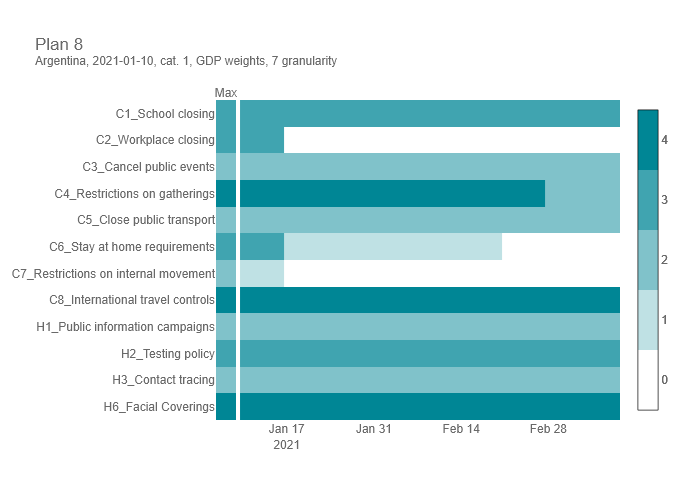 Plan 8
Argentina, 2021-01-10, cat. 1, GDP weights, 7 granularity
Max
C1_School closing
C2_Workplace closing
C3_Cancel public events
C4_Restrictions on gatherings
C5_Close public transport
C6_Stay at home requirements
C7_Restrictions on internal movement
C8_International travel controls
H1_Public information campaigns
H2_Testing policy
H3_Contact tracing
H6_Facial Coverings
Jan 17
2021
Jan 31
Feb 14
Feb 28
4
3
2
1
0